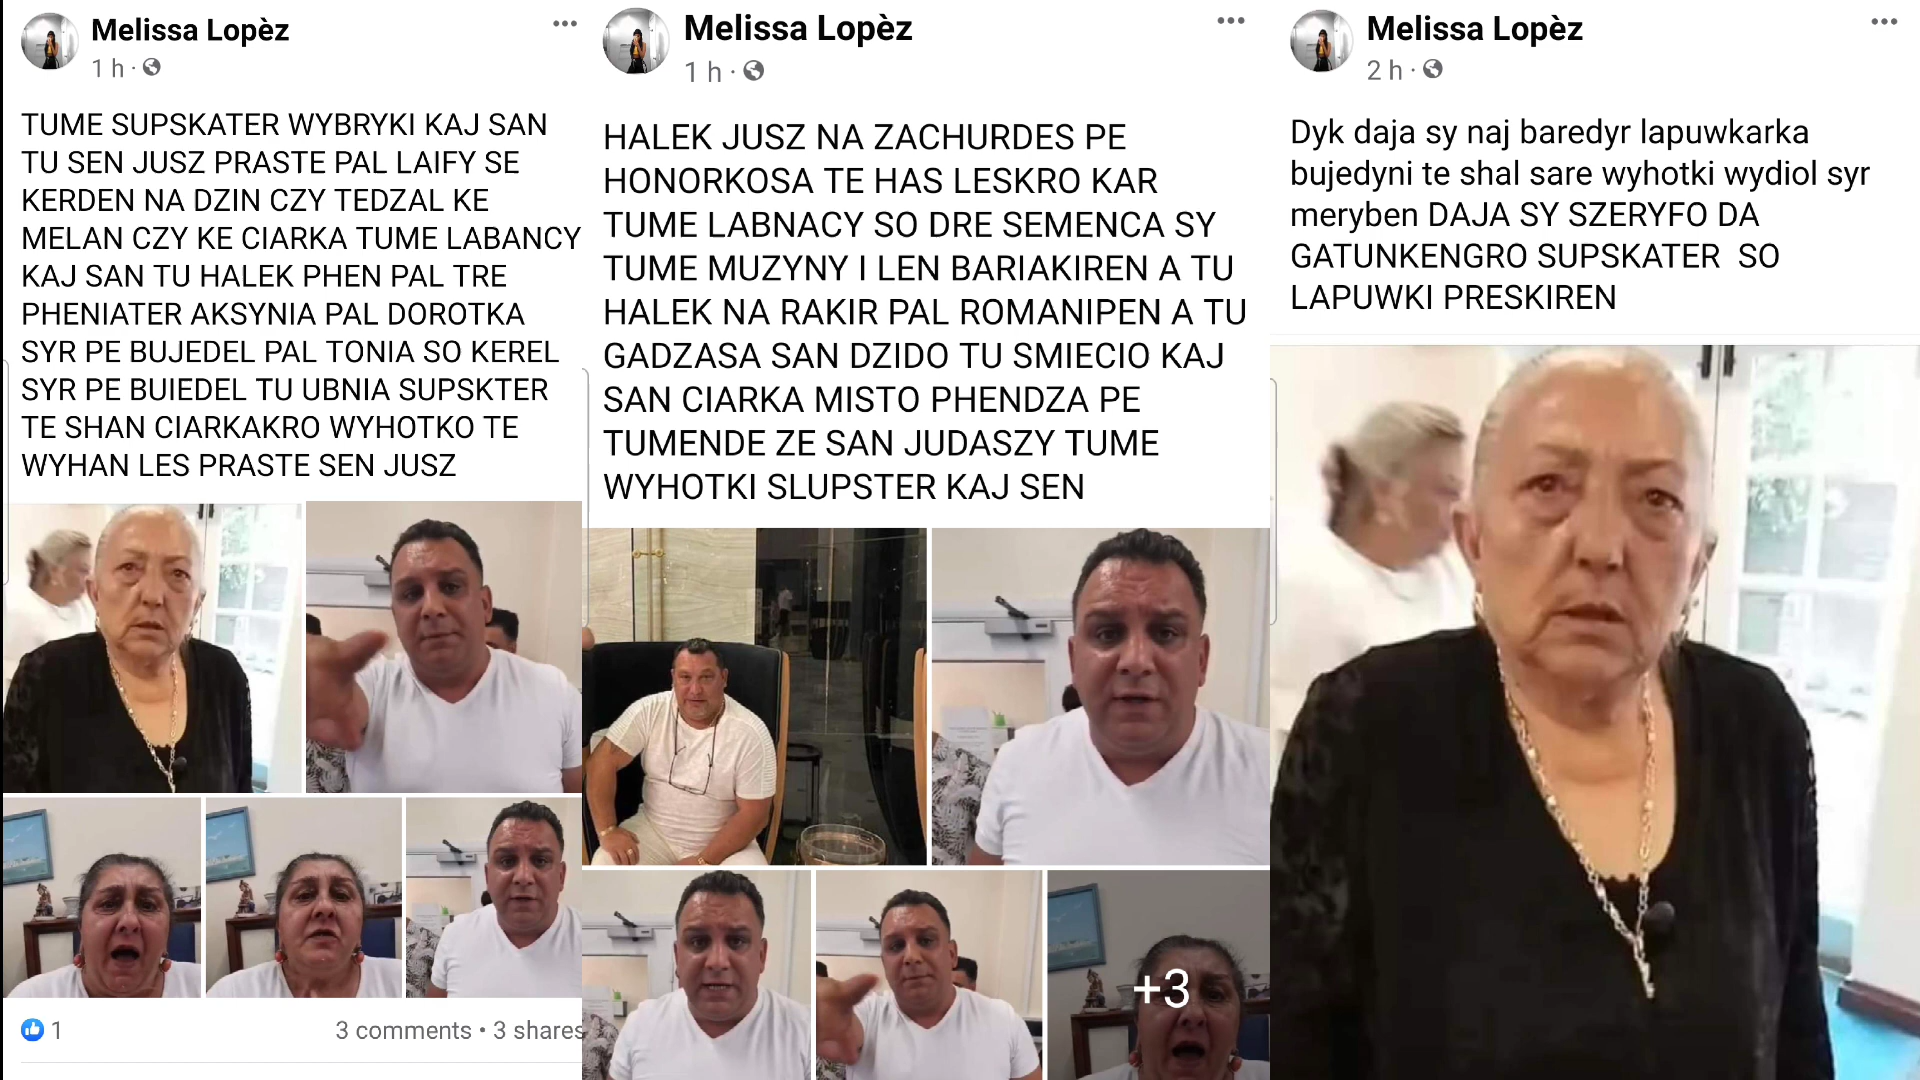 Melissa Lopèz
1 h
TUME SUPSKATER WYBRYKI KAJ SAN
TU SEN JUSZ PRASTE PAL LAIFY SE
KERDEN NA DZIN CZY TEDZAL KE
MELAN CZY KE CIARKA TUME LABANCY
KAJ SAN TU HALEK PHEN PAL TRE
PHENIATER AKSYNIA PAL DOROTKA
SYR PE BUJEDEL PAL TONIA SO KEREL
SYR PE BUIEDEL TU UBNIA SUPSKTER
TE SHAN CIARKAKRO WYHOTKO TE
WYHAN LES PRASTE SEN JUSZ
1
3 comments • 3 shares
Melissa Lopèz
1 h
HALEK JUSZ NA ZACHURDES PE
HONORKOSA TE HAS LESKRO KAR
TUME LABNACY SO DRE SEMENCA SY
TUME MUZYNY I LEN BARIAKIREN A TU
HALEK NA RAKIR PAL ROMANIPEN A TU
GADZASA SAN DZIDO TU SMIECIO KAJ
SAN CIARKA MISTO PHENDZA PE
TUMENDE ZE SAN JUDASZY TUME
WYHOTKI SLUPSTER KAJ SEN
+3
Melissa Lopèz
2 h
Dyk daja sy naj baredyr lapuwkarka
bujedyni te shal sare wyhotki wydiol syr
meryben DAJA SY SZERYFO DA
GATUNKENGRO SUPSKATER SO
LAPUWKI PRESKIREN